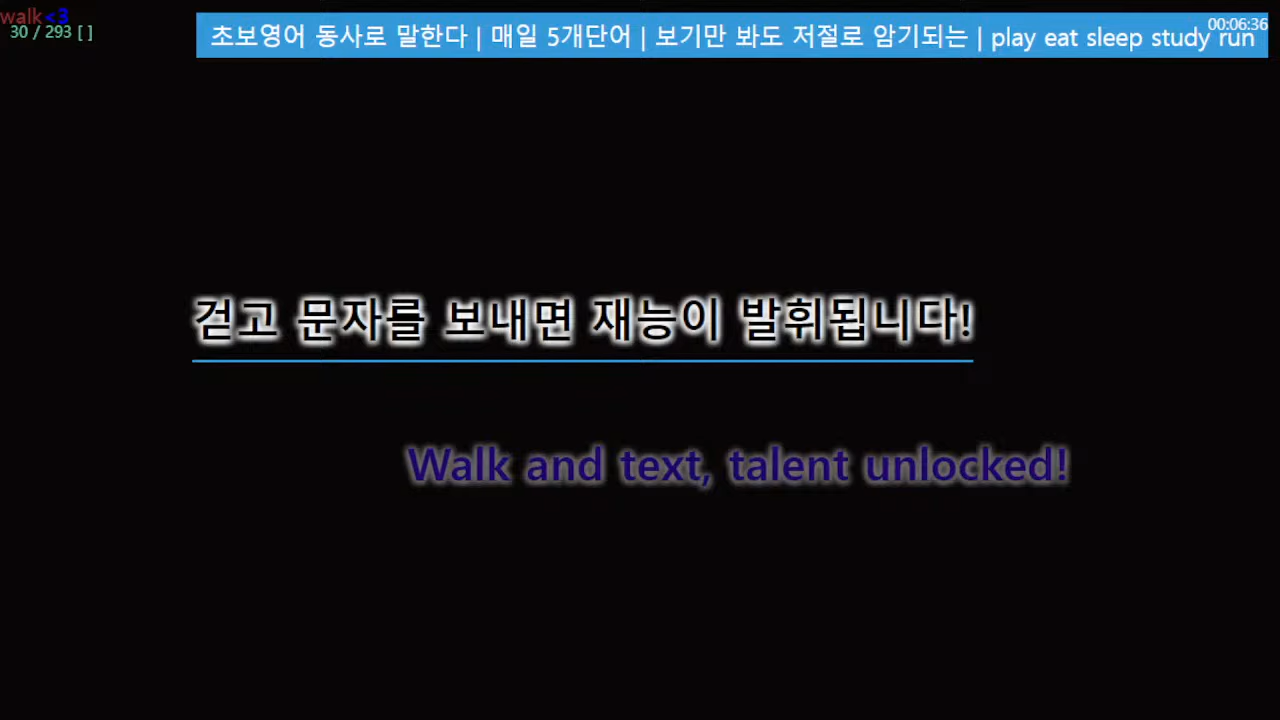 walk<3
30 / 293 [ ]
초보영어 동사로 말한다 | 매일 5개단어 | 보기만 봐도 저절로 암기되는 | play eat sleep study run
00:06:36
걷고 문자를 보내면 재능이 발휘됩니다!
Walk and text, talent unlocked!